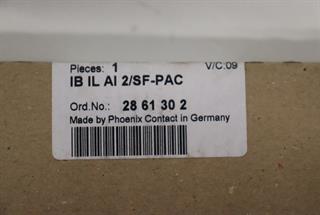 Pieces: 1 V/C:09
IB IL AI 2/SF-PAC
Ord.No.: 28 61 30 2
Made by Phoenix Contact in Germany